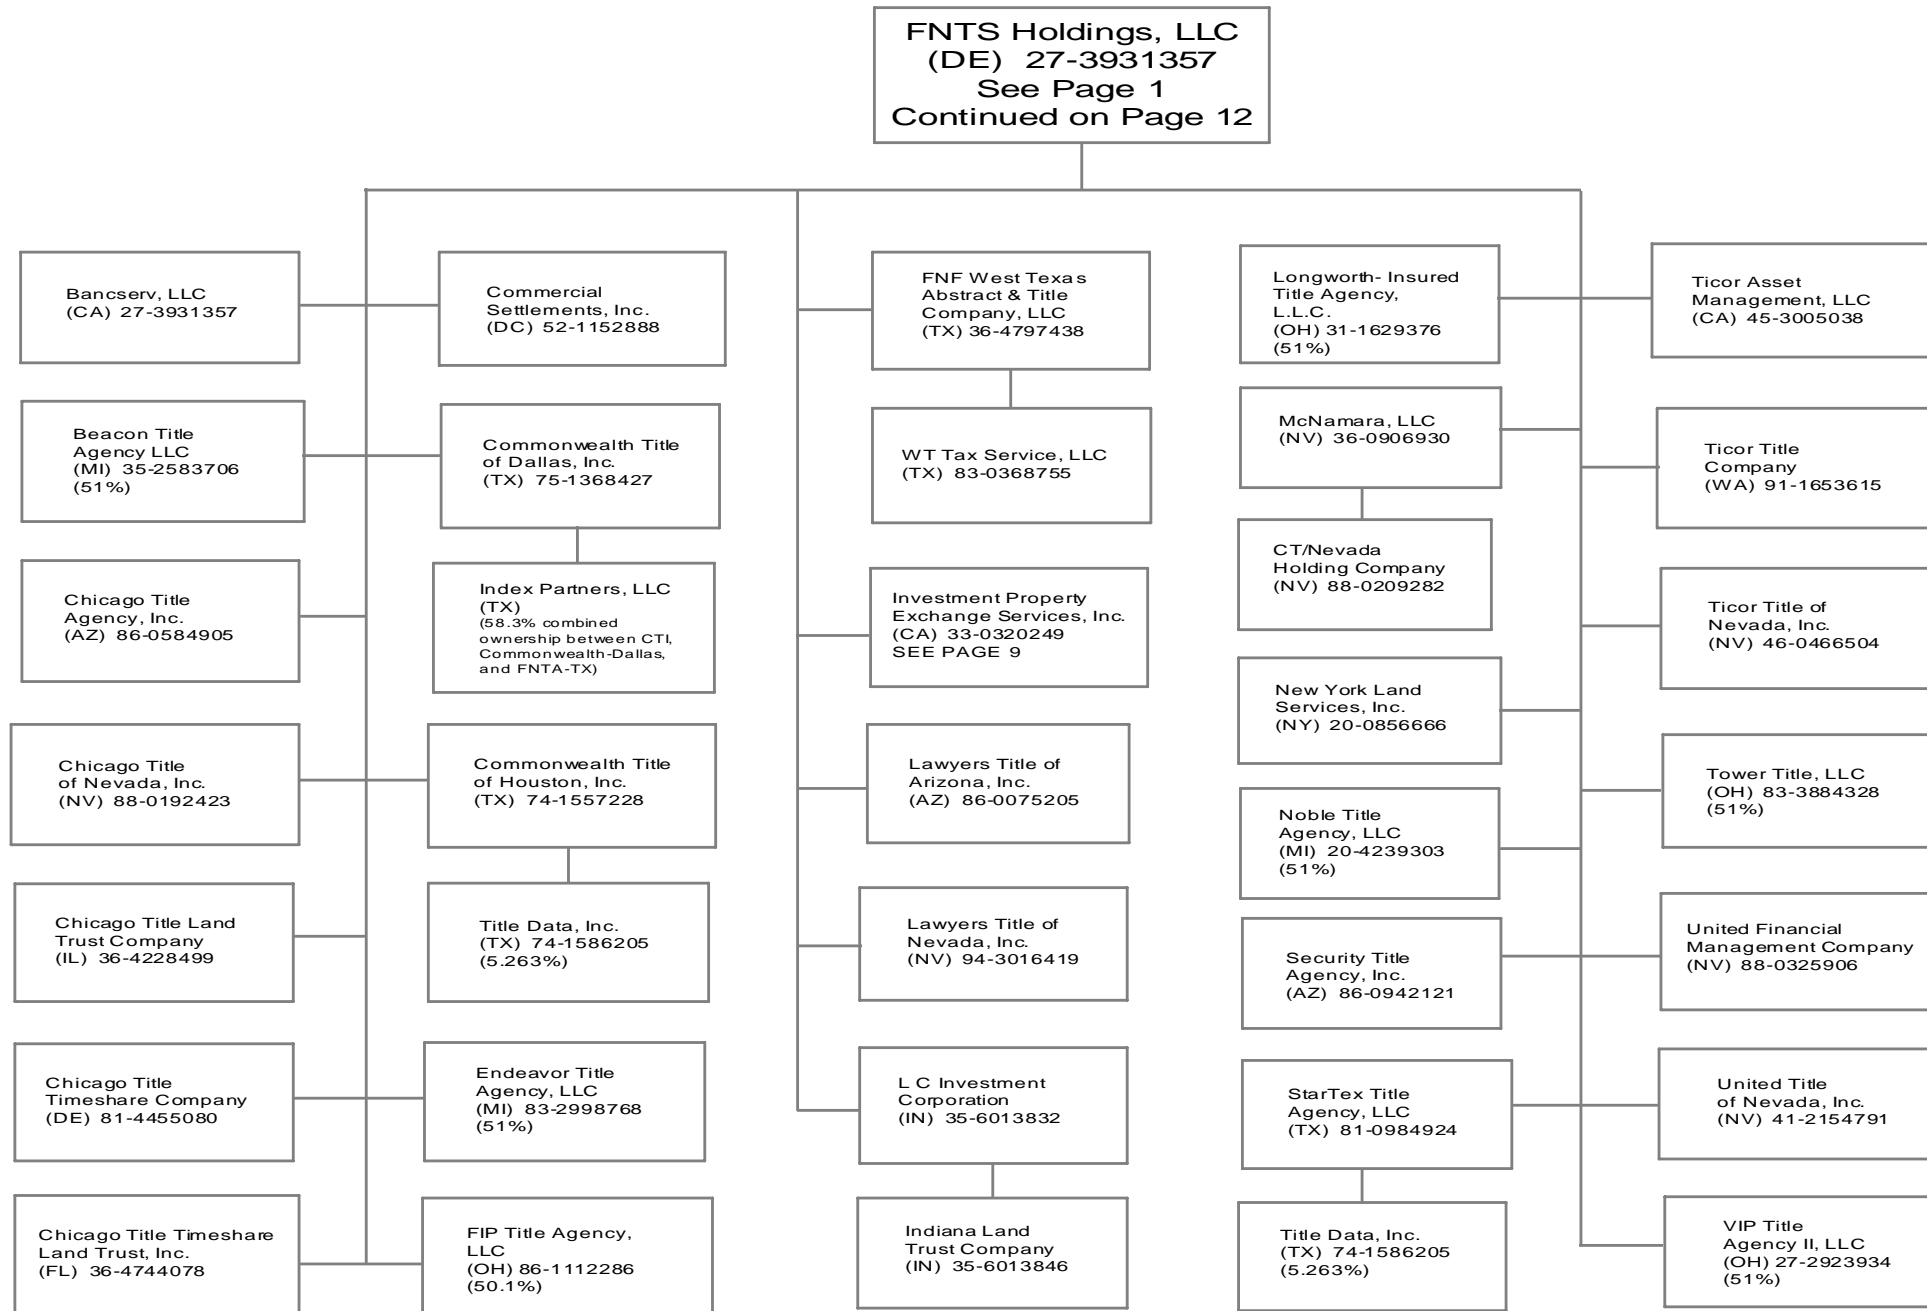 FNTS Holdings, LLC
(DE) 27-3931357
See Page 1
Continued on Page 12
Bancserv, LLC
(CA) 27-3931357
Beacon Title
Agency LLC
(MI) 35-2583706
(51%)
Chicago Title
Agency, Inc.
(AZ) 86-0584905
Chicago Title
of Nevada, Inc.
(NV) 88-0192423
Chicago Title Land
Trust Company
(IL) 36-4228499
Chicago Title
Timeshare Company
(DE) 81-4455080
Chicago Title Timeshare
Land Trust, Inc.
(FL) 36-4744078
Commercial
Settlements, Inc.
(DC) 52-1152888
Commonwealth Title
of Dallas, Inc.
(TX) 75-1368427
Index Partners, LLC
(TX)
(58.3% combined
ownership between CTI,
Commonwealth-Dallas,
and FNTA-TX)
Commonwealth Title
of Houston, Inc.
(TX) 74-1557228
Title Data, Inc.
(TX) 74-1586205
(5.263%)
Endeavor Title
Agency, LLC
(MI) 83-2998768
(51%)
FIP Title Agency,
LLC
(OH) 86-1112286
(50.1%)
FNF West Texas
Abstract & Title
Company, LLC
(TX) 36-4797438
WT Tax Service, LLC
(TX) 83-0368755
Investment Property
Exchange Services, Inc.
(CA) 33-0320249
SEE PAGE 9
Lawyers Title of
Arizona, Inc.
(AZ) 86-0075205
Lawyers Title of
Nevada, Inc.
(NV) 94-3016419
L C Investment
Corporation
(IN) 35-6013832
Indiana Land
Trust Company
(IN) 35-6013846
Longworth- Insured
Title Agency,
L.L.C.
(OH) 31-1629376
(51%)
McNamara, LLC
(NV) 36-0906930
CT/Nevada
Holding Company
(NV) 88-0209282
New York Land
Services, Inc.
(NY) 20-0856666
Noble Title
Agency, LLC
(MI) 20-4239303
(51%)
Security Title
Agency, Inc.
(AZ) 86-0942121
StarTex Title
Agency, LLC
(TX) 81-0984924
Title Data, Inc.
(TX) 74-1586205
(5.263%)
Ticor Asset
Management, LLC
(CA) 45-3005038
Ticor Title
Company
(WA) 91-1653615
Ticor Title of
Nevada, Inc.
(NV) 46-0466504
Tower Title, LLC
(OH) 83-3884328
(51%)
United Financial
Management Company
(NV) 88-0325906
United Title
of Nevada, Inc.
(NV) 41-2154791
VIP Title
Agency II, LLC
(OH) 27-2923934
(51%)